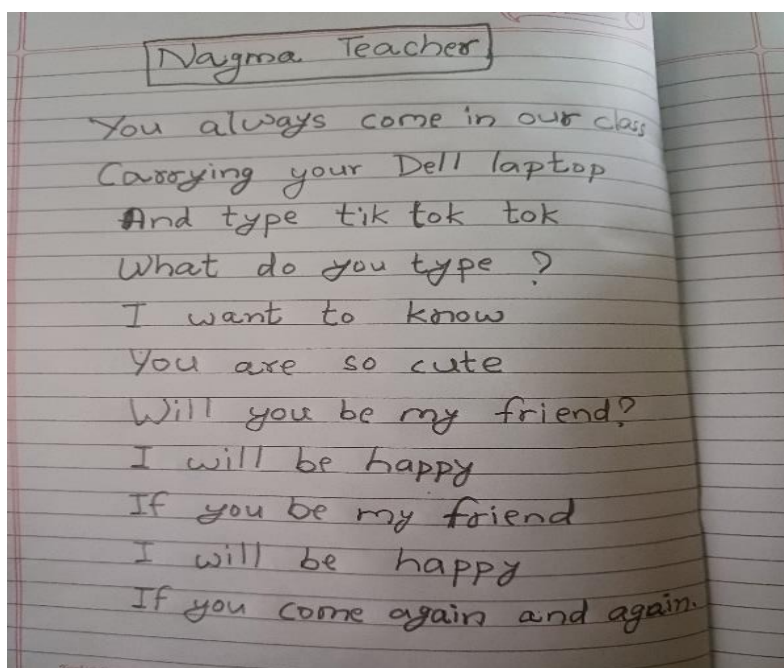 Nagma Teacher
You always come in our class
Carrying your Dell laptop
And type tik tok tok
What do you type ?
I want to know
You are so cute
Will you be my friend?
I will be happy
If you be my friend
I will be happy
If you come again and again.